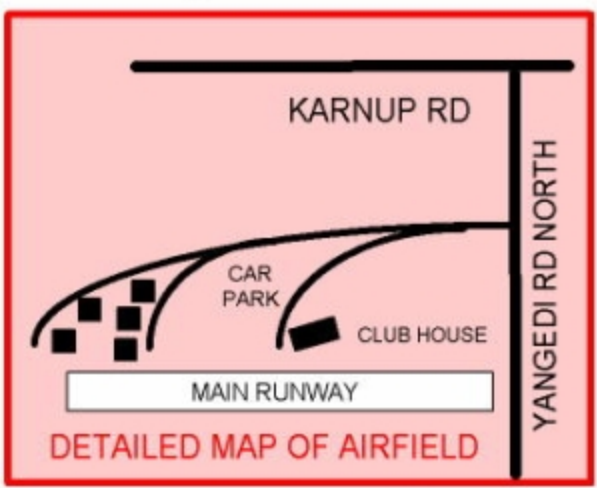 KARNUP RD
YANGEDI RD NORTH
CAR
PARK
CLUB HOUSE
MAIN RUNWAY
DETAILED MAP OF AIRFIELD